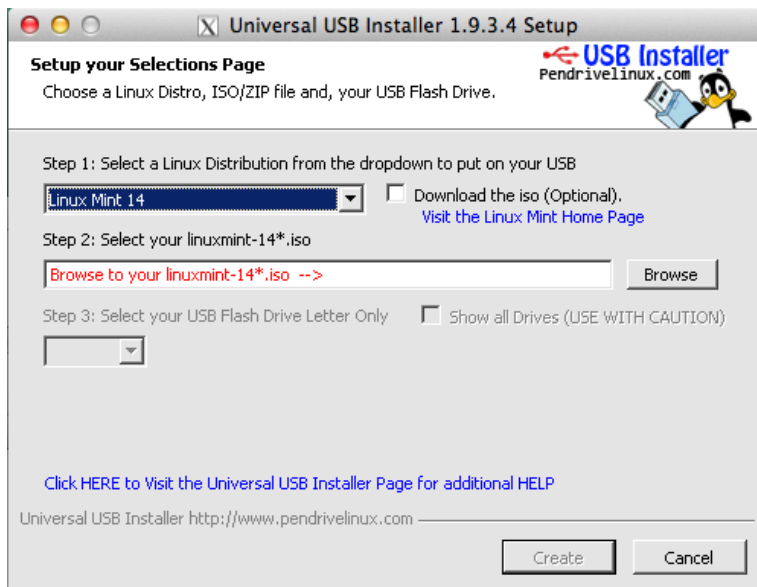 Universal USB Installer 1.9.3.4 Setup
Setup your Selections Page
Choose a Linux Distro, ISO/ZIP file and, your USB Flash Drive.
USB Installer
Pendrivelinux.com
Step 1: Select a Linux Distribution from the dropdown to put on your USB
Linux Mint 14
Download the iso (Optional).
Visit the Linux Mint Home Page
Step 2: Select your linuxmint-14*.iso
Browse to your linuxmint-14*.iso -->
Browse
Step 3: Select your USB Flash Drive Letter Only
Show all Drives (USE WITH CAUTION)
Click HERE to Visit the Universal USB Installer Page for additional HELP
Universal USB Installer http://www.pendrivelinux.com
Create
Cancel